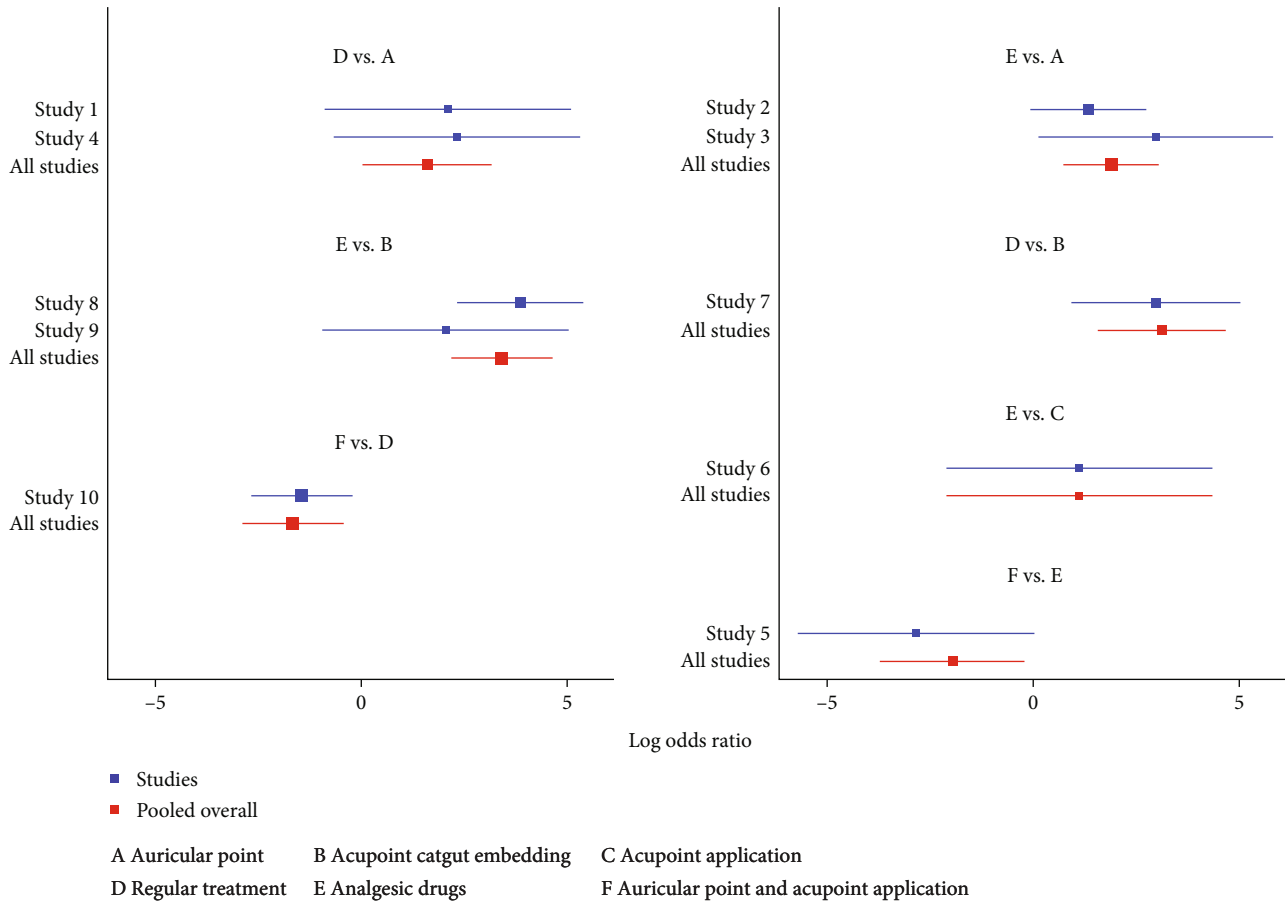 D vs. A
Study 1
Study 4
All studies
E vs. B
Study 8
Study 9
All studies
F vs. D
Study 10
All studies
–5 0 5
E vs. A
Study 2
Study 3
All studies
D vs. B
Study 7
All studies
E vs. C
Study 6
All studies
F vs. E
Study 5
All studies
–5 0 5
Log odds ratio
Studies
Pooled overall
A Auricular point B Acupoint catgut embedding C Acupoint application
D Regular treatment E Analgesic drugs F Auricular point and acupoint application